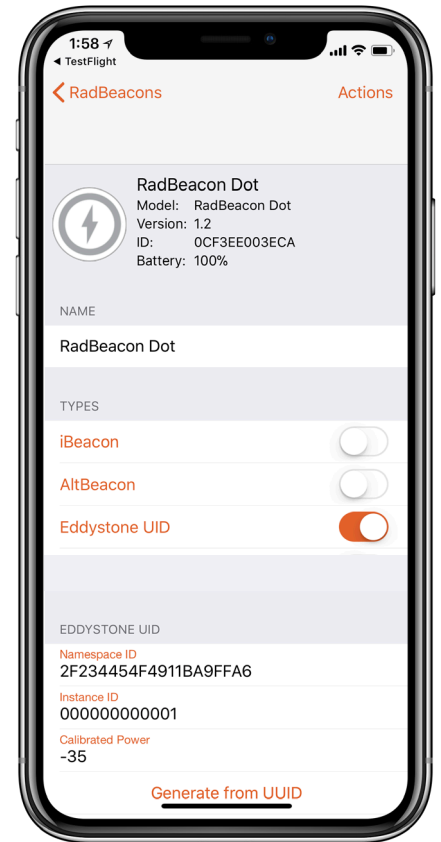 1:58
TestFlight
RadBeacons
Actions
RadBeacon Dot
Model: RadBeacon Dot
Version: 1.2
ID: 0CF3EE003ECA
Battery: 100%
NAME
RadBeacon Dot
TYPES
iBeacon
AltBeacon
Eddystone UID
EDDYSTONE UID
Namespace ID
2F234454F4911BA9FFA6
Instance ID
000000000001
Calibrated Power
-35
Generate from UUID